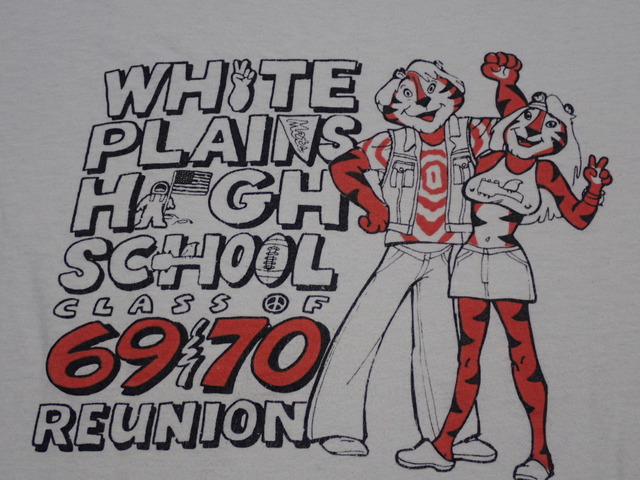 WHITE
PLAINS
HIGH
SCHOOL
CLASS OF
69 70
REUNION